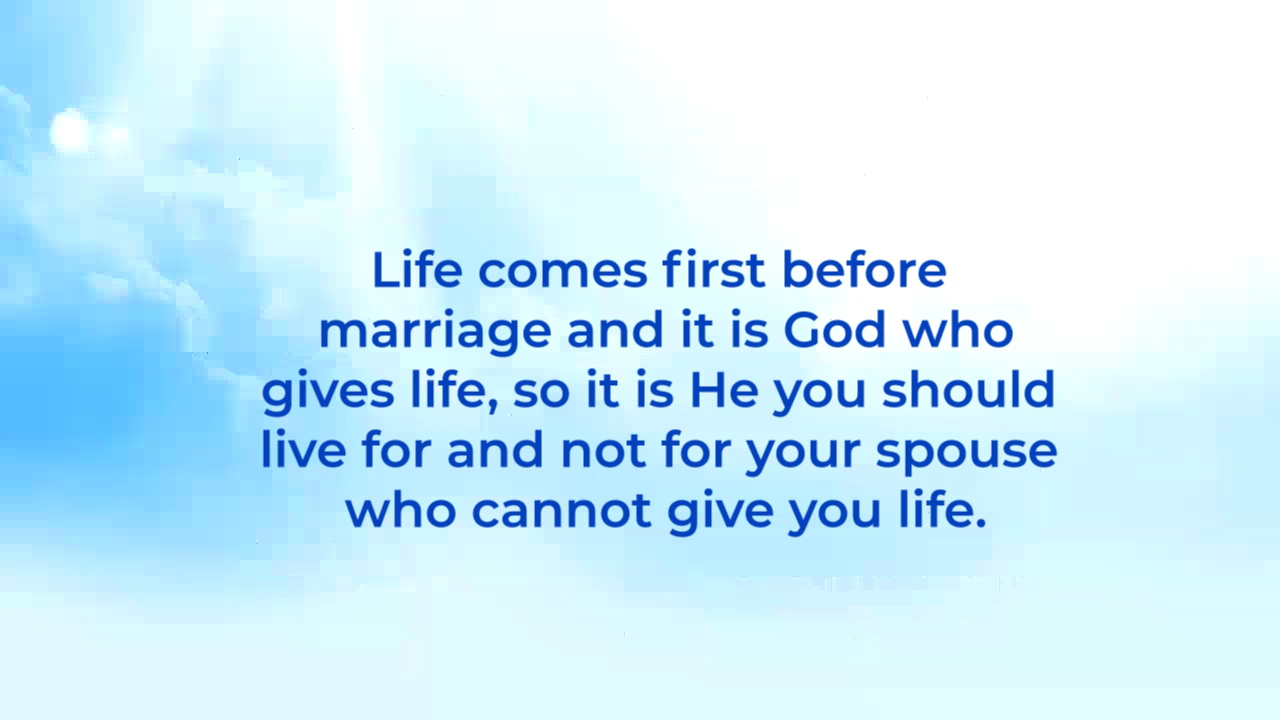 Life comes first before
marriage and it is God who
gives life, so it is He you should
live for and not for your spouse
who cannot give you life.